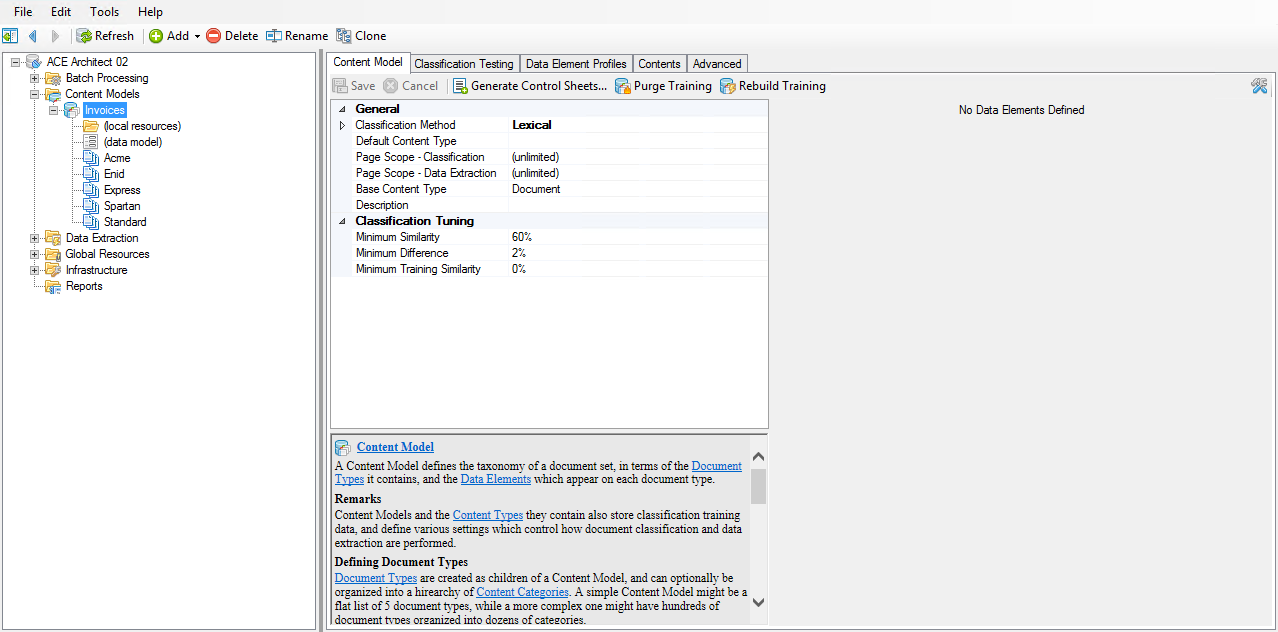 File Edit Tools Help
Refresh Add Delete Rename Clone
ACE Architect 02
Batch Processing
Content Models
Invoices
(local resources)
(data model)
Acme
Enid
Express
Spartan
Standard
Data Extraction
Global Resources
Infrastructure
Reports
Content Model Classification Testing Data Element Profiles Contents Advanced
Save Cancel Generate Control Sheets... Purge Training Rebuild Training
General
Classification Method Lexical
Default Content Type
Page Scope - Classification (unlimited)
Page Scope - Data Extraction (unlimited)
Base Content Type Document
Description
Classification Tuning
Minimum Similarity 60%
Minimum Difference 2%
Minimum Training Similarity 0%
No Data Elements Defined
Content Model
A Content Model defines the taxonomy of a document set, in terms of the Document
Types it contains, and the Data Elements which appear on each document type.
Remarks
Content Models and the Content Types they contain also store classification training
data, and define various settings which control how document classification and data
extraction are performed.
Defining Document Types
Document Types are created as children of a Content Model, and can optionally be
organized into a hirearchy of Content Categories. A simple Content Model might be a
flat list of 5 document types, while a more complex one might have hundreds of
document types organized into dozens of categories.